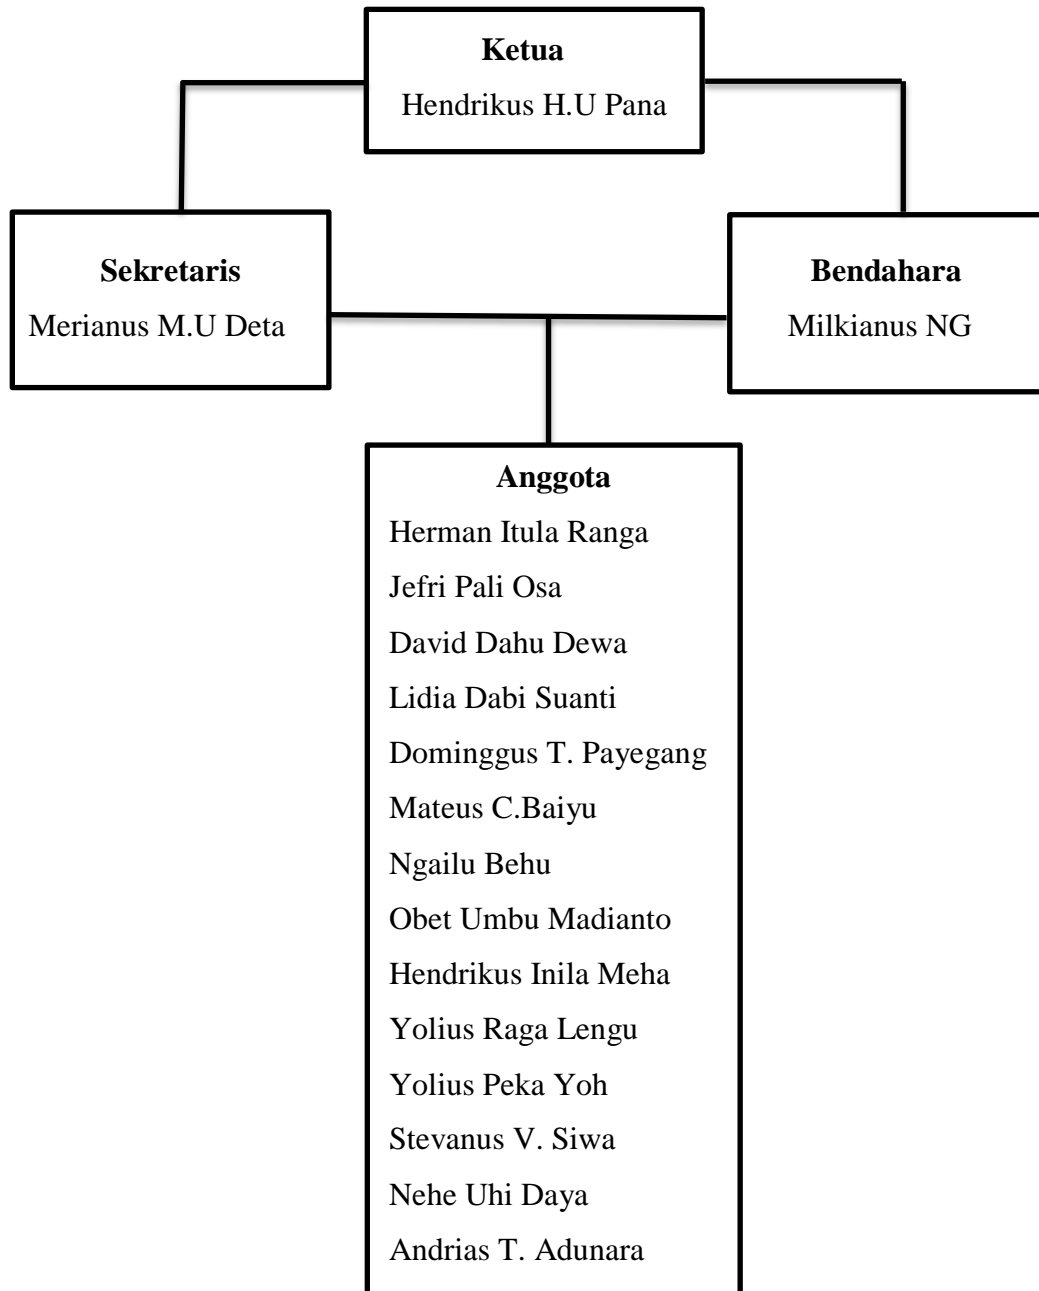 Ketua
Hendrikus H.U Pana
Sekretaris
Merianus M.U Deta
Bendahara
Milkianus NG
Anggota
Herman Itula Ranga
Jefri Pali Osa
David Dahu Dewa
Lidia Dabi Suanti
Dominggus T. Payegang
Mateus C.Baiyu
Ngailu Behu
Obet Umbu Madianto
Hendrikus Inila Meha
Yolius Raga Lengu
Yolius Peka Yoh
Stevanus V. Siwa
Nehe Uhi Daya
Andrias T. Adunara